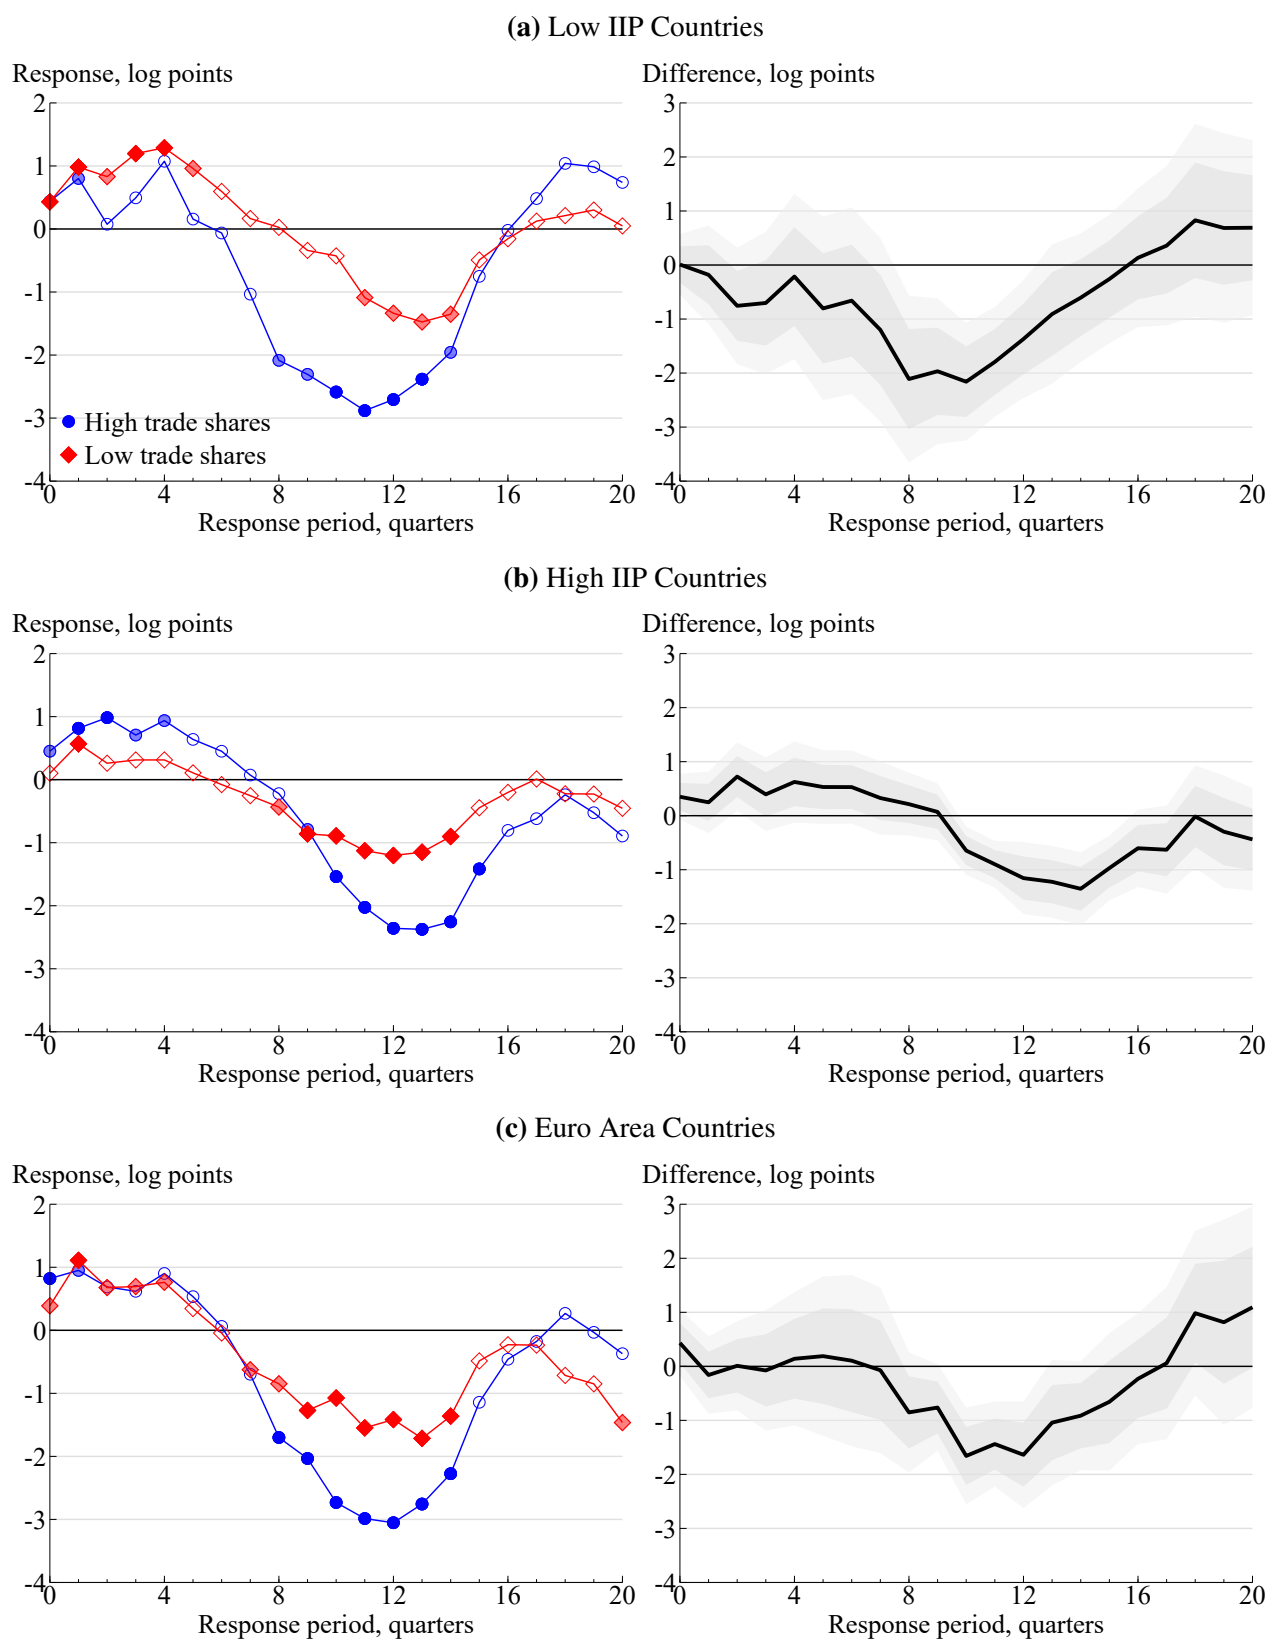 (a) Low IIP Countries
Response, log points
Difference, log points
2
1
0
-1
-2
-3
-4
High trade shares
Low trade shares
0 4 8 12 16 20
Response period, quarters
3
2
1
0
-1
-2
-3
-4
0 4 8 12 16 20
Response period, quarters
(b) High IIP Countries
Response, log points
Difference, log points
2
1
0
-1
-2
-3
-4
0 4 8 12 16 20
Response period, quarters
3
2
1
0
-1
-2
-3
-4
0 4 8 12 16 20
Response period, quarters
(c) Euro Area Countries
Response, log points
Difference, log points
2
1
0
-1
-2
-3
-4
0 4 8 12 16 20
Response period, quarters
3
2
1
0
-1
-2
-3
-4
0 4 8 12 16 20
Response period, quarters